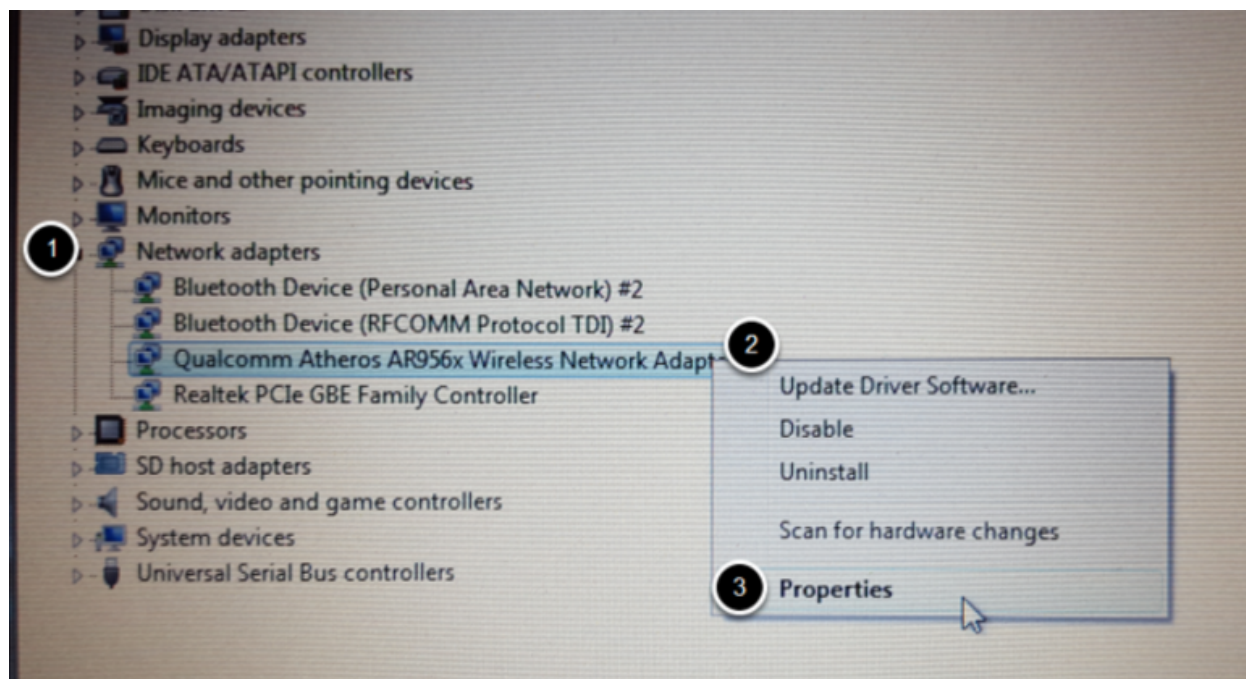 Display adapters
IDE ATA/ATAPI controllers
Imaging devices
Keyboards
Mice and other pointing devices
Monitors
1
Network adapters
Bluetooth Device (Personal Area Network) #2
Bluetooth Device (RFCOMM Protocol TDI) #2
2
Qualcomm Atheros AR956x Wireless Network Adapt
Realtek PCIe GBE Family Controller
Processors
SD host adapters
Sound, video and game controllers
System devices
Universal Serial Bus controllers
Update Driver Software...
Disable
Uninstall
Scan for hardware changes
3
Properties